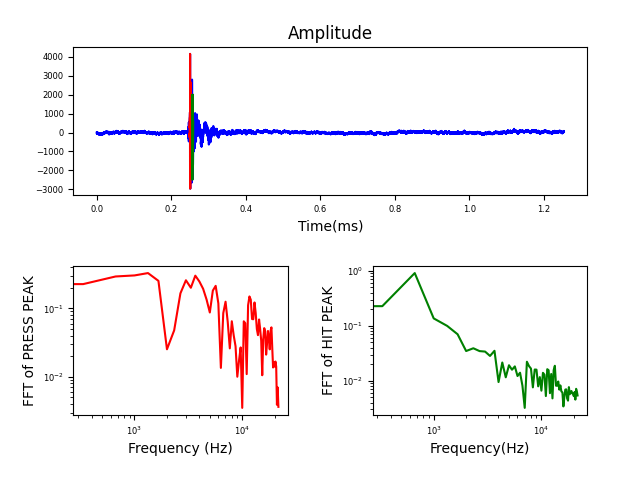 Amplitude
4000
3000
2000
1000
0
−1000
−2000
−3000
0.0 0.2 0.4 0.6 0.8 1.0 1.2
Time(ms)
FFT of PRESS PEAK
10⁻¹
10⁻²
10³ 10⁴
Frequency (Hz)
FFT of HIT PEAK
10⁰
10⁻¹
10⁻²
10³ 10⁴
Frequency(Hz)